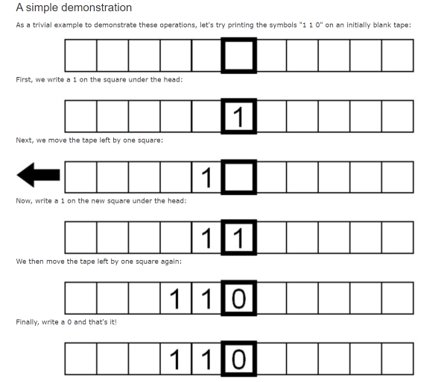 A simple demonstration
As a trivial example to demonstrate these operations, let's try printing the symbols "1 1 0" on an initially blank tape:
First, we write a 1 on the square under the head:
1
Next, we move the tape left by one square:
1
Now, write a 1 on the new square under the head:
1 1
We then move the tape left by one square again:
1 1 0
Finally, write a 0 and that's it!
1 1 0